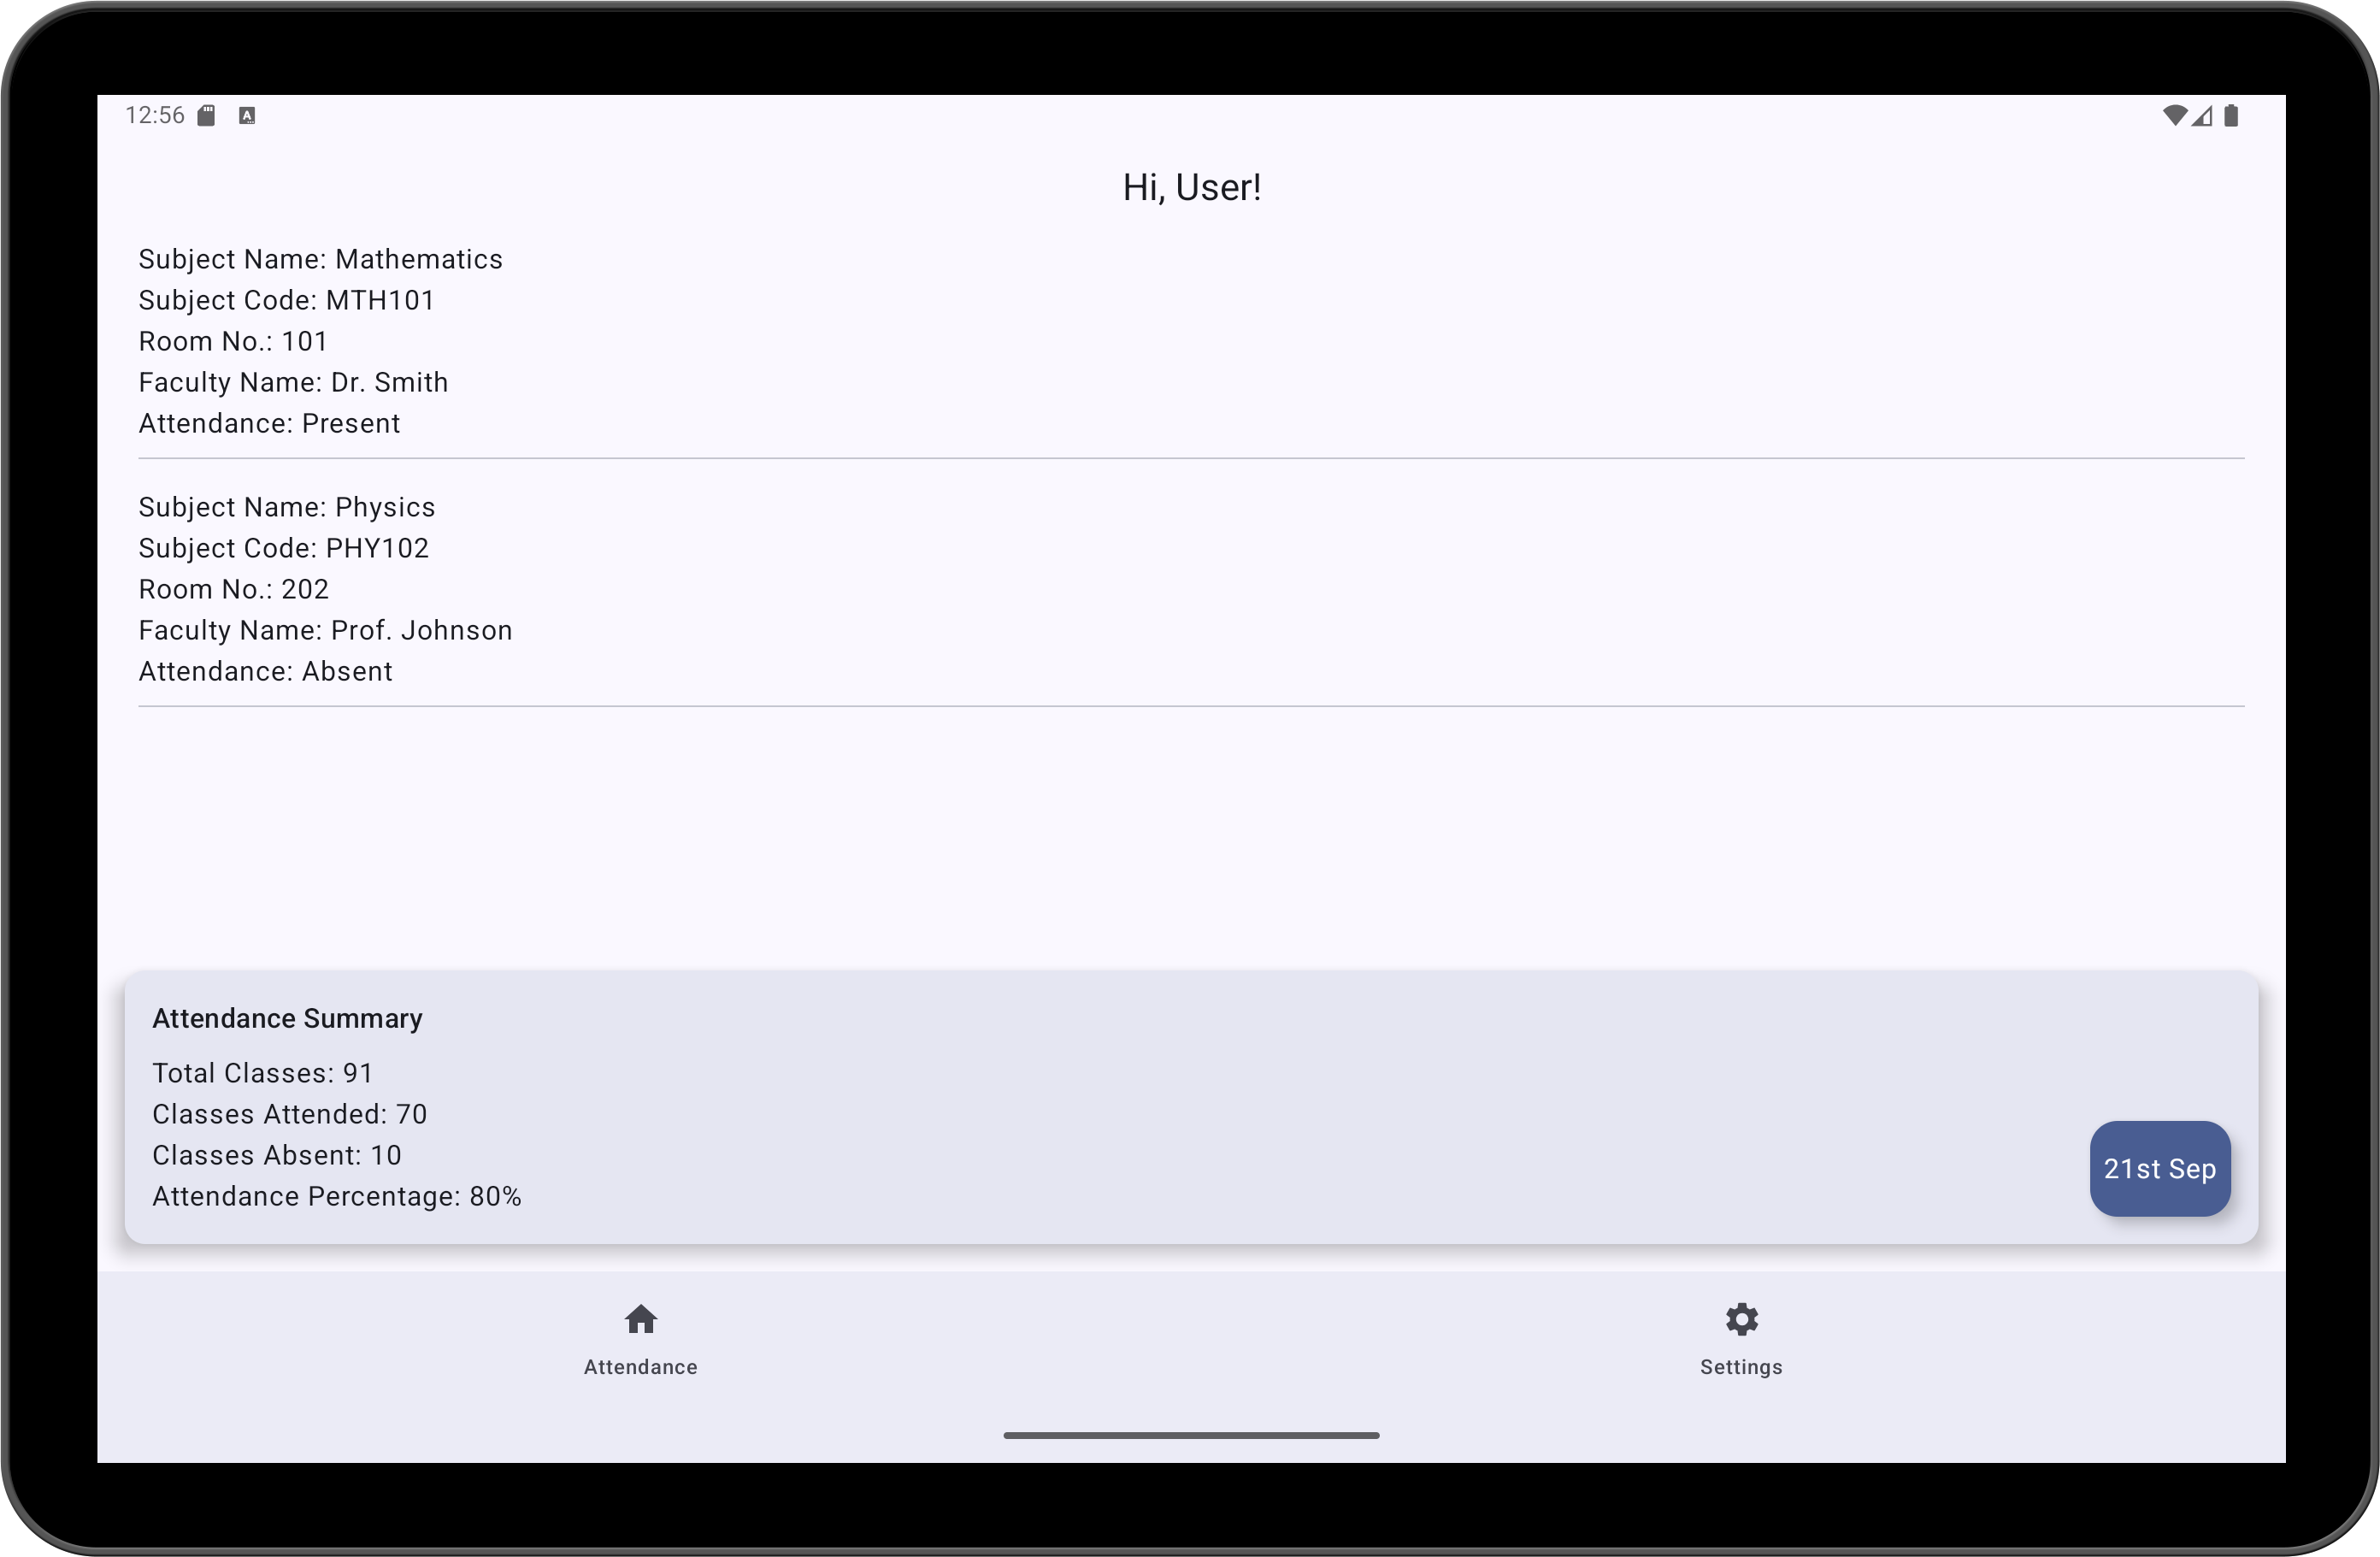 12:56
A
Hi, User!
Subject Name: Mathematics
Subject Code: MTH101
Room No.: 101
Faculty Name: Dr. Smith
Attendance: Present
Subject Name: Physics
Subject Code: PHY102
Room No.: 202
Faculty Name: Prof. Johnson
Attendance: Absent
Attendance Summary
Total Classes: 91
Classes Attended: 70
Classes Absent: 10
Attendance Percentage: 80%
21st Sep
Attendance
Settings